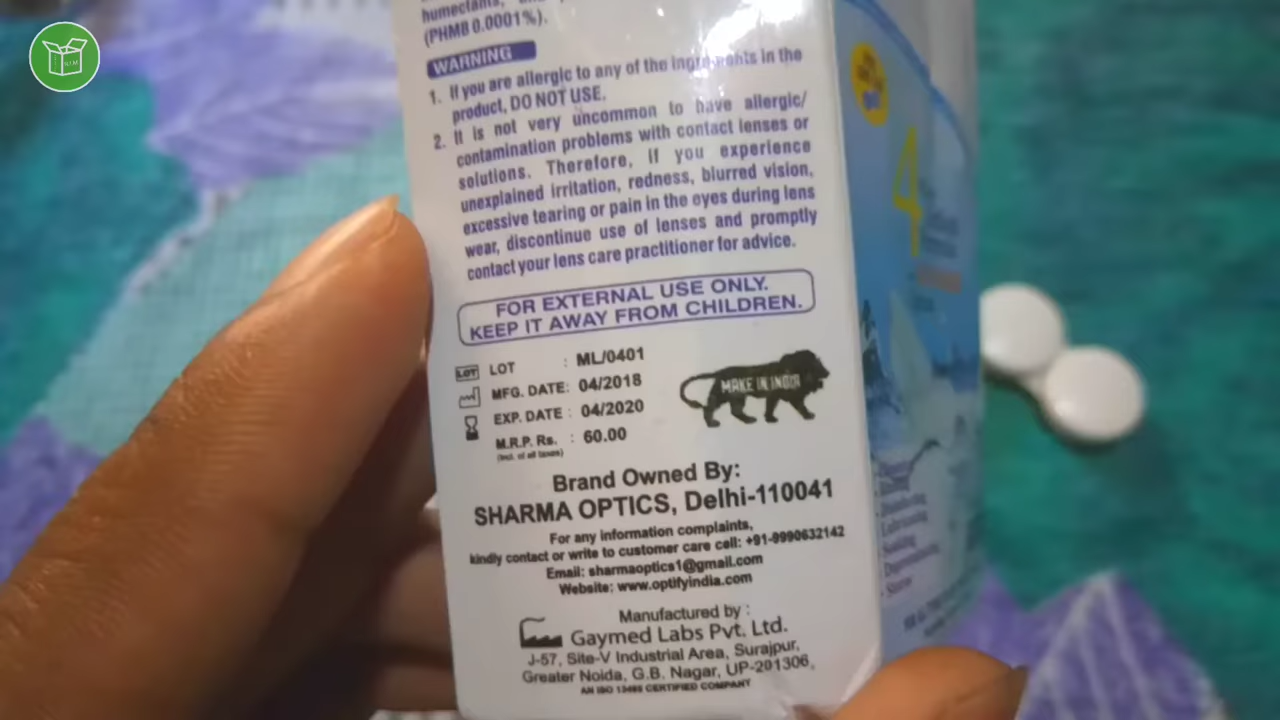 humectants,
(PHMB 0.0001%).
WARNING
1. If you are allergic to any of the ingredients in the
product, DO NOT USE.
2. It is not very uncommon to have allergic/
contamination problems with contact lenses or
solutions. Therefore, If you experience
unexplained irritation, redness, blurred vision,
excessive tearing or pain in the eyes during lens
wear, discontinue use of lenses and promptly
contact your lens care practitioner for advice.
FOR EXTERNAL USE ONLY.
KEEP IT AWAY FROM CHILDREN.
LOT LOT : ML/0401
MFG. DATE: 04/2018
EXP. DATE : 04/2020
M.R.P. Rs. : 60.00
(Incl. of all taxes)
MAKE IN INDIA
Brand Owned By:
SHARMA OPTICS, Delhi-110041
For any information complaints,
kindly contact or write to customer care cell: +91-9990632142
Email: sharmaoptics1@gmail.com
Website: www.optifyindia.com
Manufactured by :
Gaymed Labs Pvt. Ltd.
J-57, Site-V Industrial Area, Surajpur,
Greater Noida, G.B. Nagar, UP-201306,
AN ISO 13485 CERTIFIED COMPANY
4